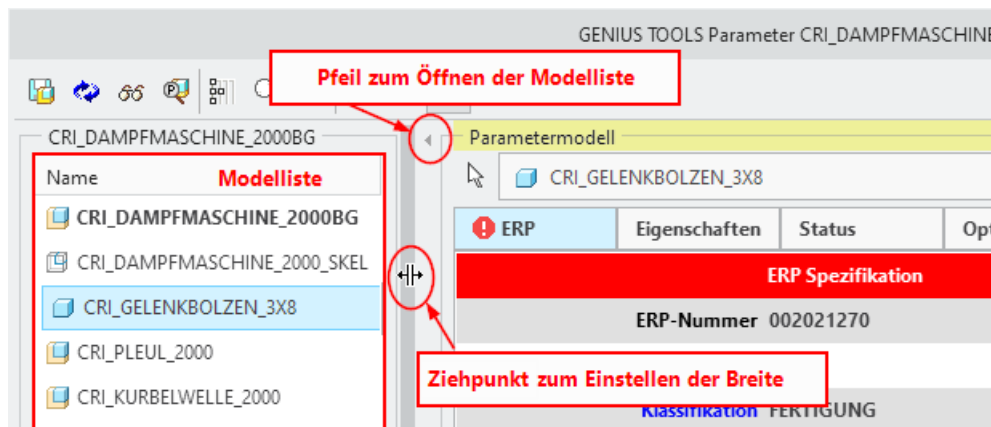 GENIUS TOOLS Parameter CRI_DAMPFMASCHINE
Pfeil zum Öffnen der Modelliste
CRI_DAMPFMASCHINE_2000BG
Parametermodell
Name
Modelliste
CRI_GELENKBOLZEN_3X8
CRI_DAMPFMASCHINE_2000BG
ERP
Eigenschaften
Status
Opt
CRI_DAMPFMASCHINE_2000_SKEL
ERP Spezifikation
CRI_GELENKBOLZEN_3X8
ERP-Nummer 002021270
CRI_PLEUL_2000
Ziehpunkt zum Einstellen der Breite
CRI_KURBELWELLE_2000
Klassifikation FERTIGUNG